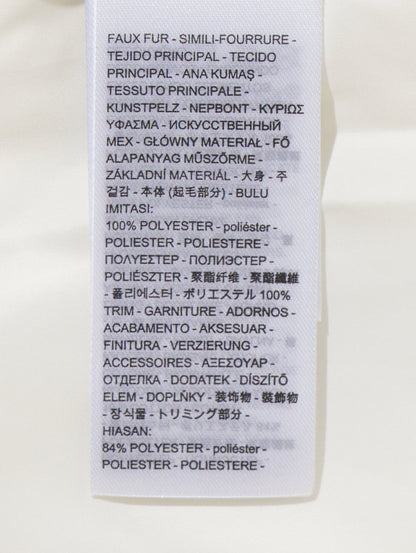 FAUX FUR - SIMILI-FOURRURE -
TEJIDO PRINCIPAL - TECIDO
PRINCIPAL - ANA KUMAŞ -
TESSUTO PRINCIPALE -
KUNSTPELZ - NEPBONT - ΚΥΡΙΩΣ
ΥΦΑΣΜΑ - ИСКУССТВЕННЫЙ
МЕХ - GŁÓWNY MATERIAŁ - FŐ
ALAPANYAG MŰSZŐRME -
ZÁKLADNÍ MATERIÁL - 大身 - 주
걸감 - 本体 (起毛部分) - BULU
IMITASI:
100% POLYESTER - poliéster -
POLIESTER - POLIESTERE -
ΠΟΛΥΕΣΤΕΡ - ПОЛИЭСТЕР -
POLIÉSZTER - 聚酯纤维 - 聚酯纖維
- 폴리에스터 - ポリエステル 100%
TRIM - GARNITURE - ADORNOS -
ACABAMENTO - AKSESUAR -
FINITURA - VERZIERUNG -
ACCESSOIRES - ΑΞΕΣΟΥΑΡ -
ОТДЕЛКА - DODATEK - DÍSZÍTŐ
ELEM - DOPLŇKY - 装饰物 - 裝飾物
- 장식물 - トリミング部分 -
HIASAN:
84% POLYESTER - poliéster -
POLIESTER - POLIESTERE -